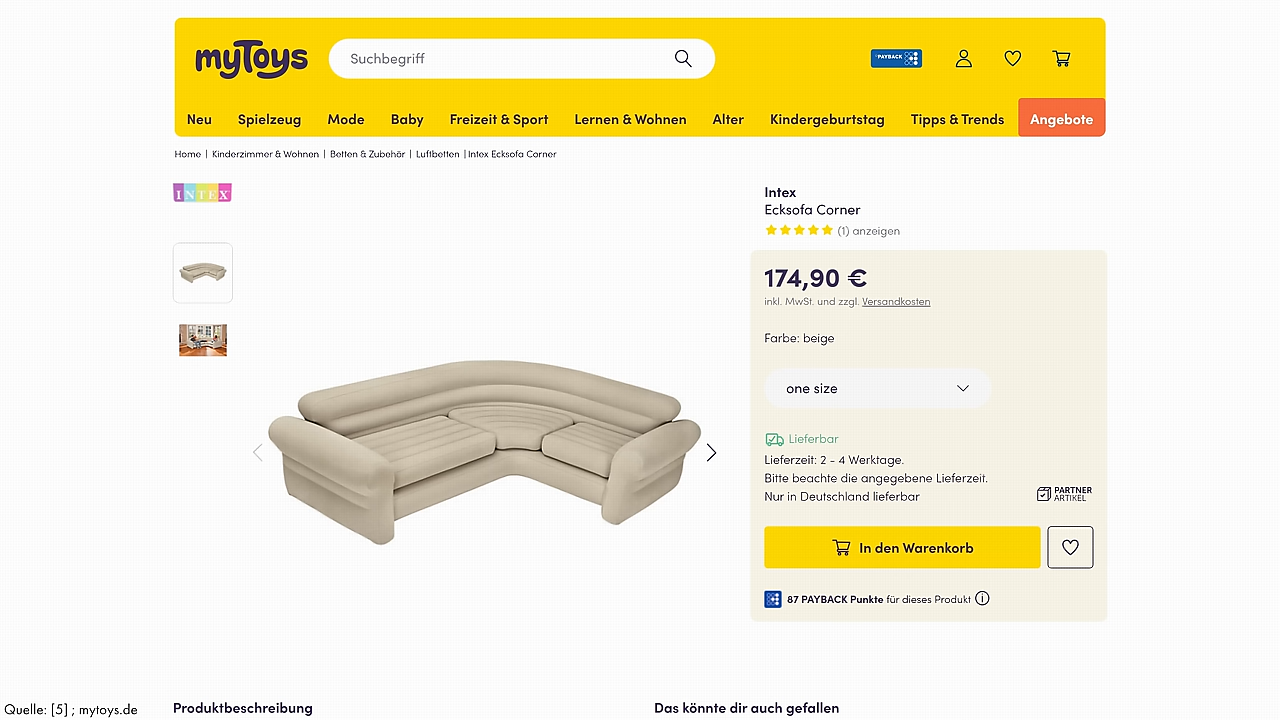 myToys
Suchbegriff
PAYBACK
Neu Spielzeug Mode Baby Freizeit & Sport Lernen & Wohnen Alter Kindergeburtstag Tipps & Trends Angebote
Home | Kinderzimmer & Wohnen | Betten & Zubehör | Luftbetten | Intex Ecksofa Corner
INTEX
Intex
Ecksofa Corner
(1) anzeigen
174,90 €
inkl. MwSt. und zzgl. Versandkosten
Farbe: beige
one size
Lieferbar
Lieferzeit: 2 - 4 Werktage.
Bitte beachte die angegebene Lieferzeit.
Nur in Deutschland lieferbar
PARTNER
ARTIKEL
In den Warenkorb
87 PAYBACK Punkte für dieses Produkt
Produktbeschreibung
Das könnte dir auch gefallen
Quelle: [5] ; mytoys.de